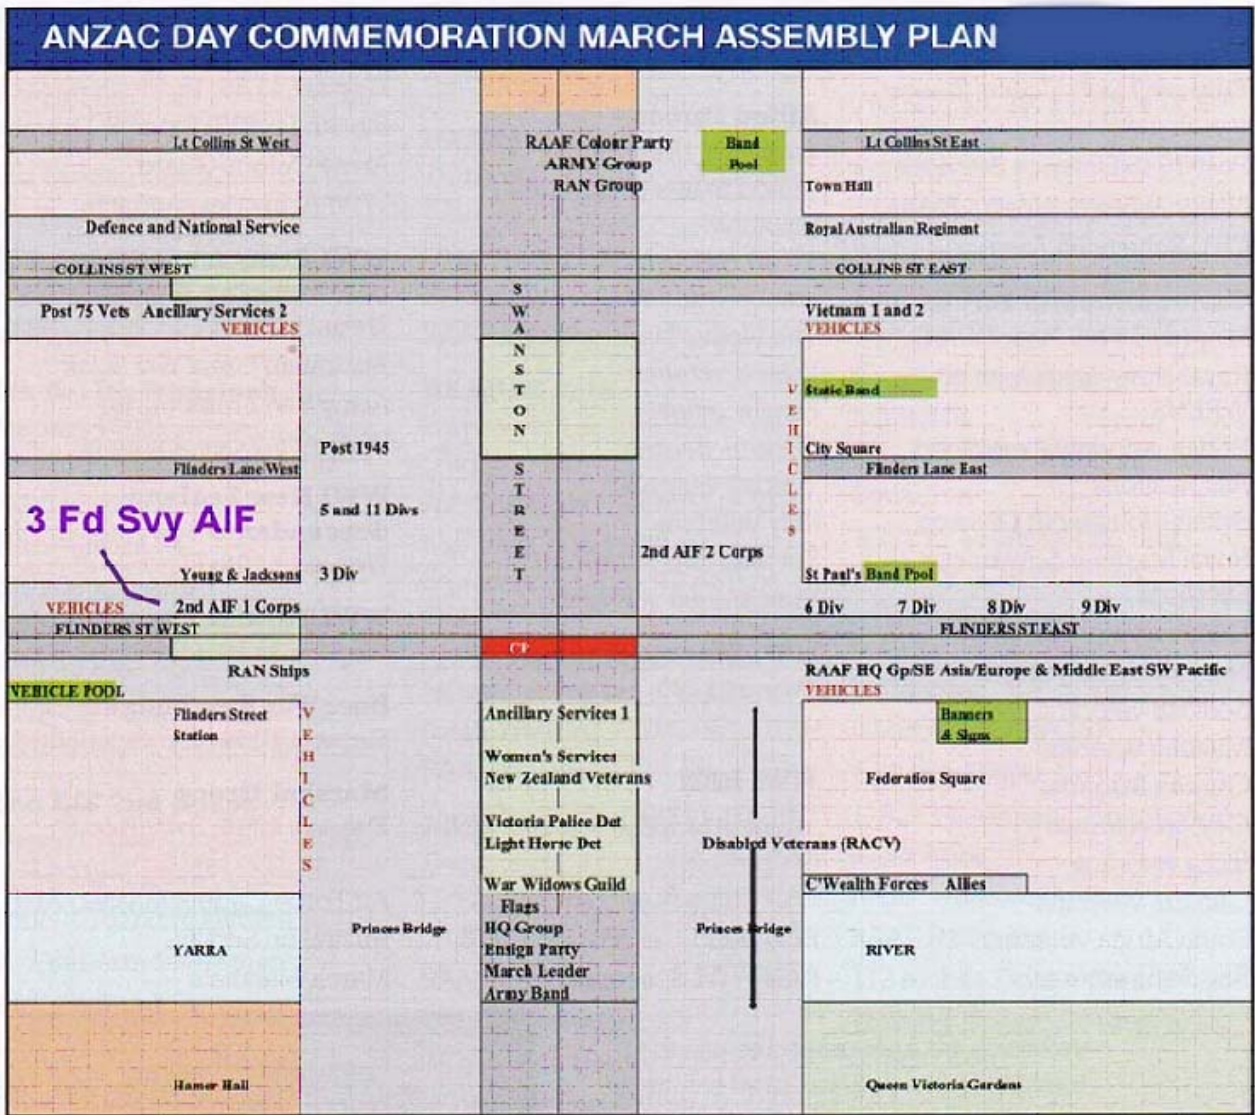 ANZAC DAY COMMEMORATION MARCH ASSEMBLY PLAN
Lt Collins St West
RAAF Colour Party
ARMY Group
RAN Group
Band
Pool
Lt Collins St East
Town Hall
Defence and National Service
Royal Australian Regiment
COLLINS ST WEST
COLLINS ST EAST
SWANSTON STREET
Post 75 Vets Ancillary Services 2
VEHICLES
Vietnam 1 and 2
VEHICLES
VEHICLES
Static Band
Post 1945
City Square
Flinders Lane West
Flinders Lane East
3 Fd Svy AIF
5 and 11 Divs
2nd AIF 2 Corps
Young & Jacksons
3 Div
St Paul's Band Pool
VEHICLES 2nd AIF 1 Corps
6 Div 7 Div 8 Div 9 Div
FLINDERS ST WEST
FLINDERS ST EAST
CP
RAN Ships
RAAF HQ Gp/SE Asia/Europe & Middle East SW Pacific
VEHICLES
VEHICLE POOL
Flinders Street
Station
VEHICLES
Ancillary Services 1
Women's Services
New Zealand Veterans
Victoria Police Det
Light Horse Det
War Widows Guild
Flags
HQ Group
Ensign Party
March Leader
Army Band
Banners
& Signs
Federation Square
Disabled Veterans (RACV)
C'Wealth Forces Allies
Princes Bridge
Princes Bridge
YARRA
RIVER
Hamer Hall
Queen Victoria Gardens